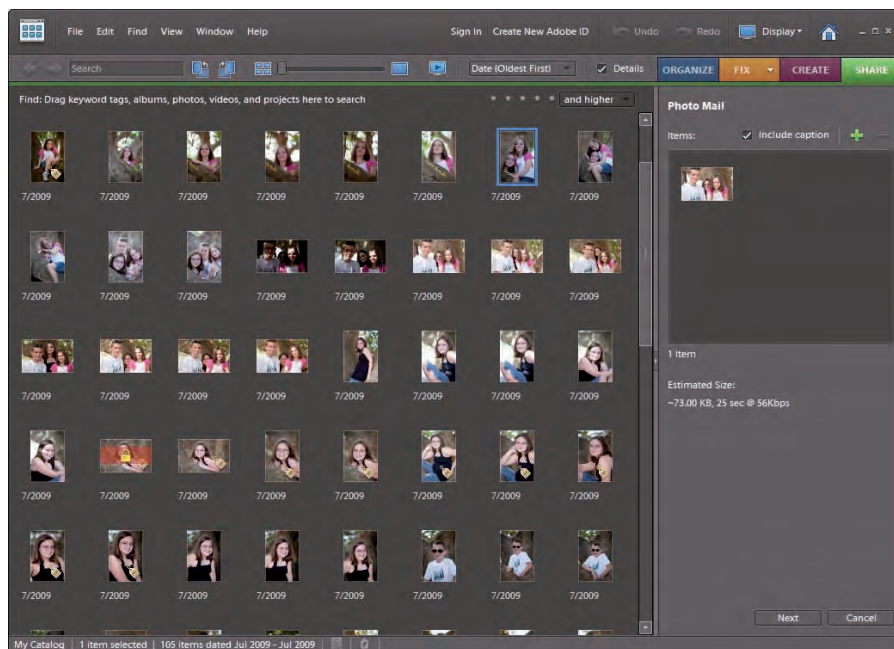 File Edit Find View Window Help Sign In Create New Adobe ID Undo Redo Display
Search Date (Oldest First) Details ORGANIZE FIX CREATE SHARE
Find: Drag keyword tags, albums, photos, videos, and projects here to search and higher
Photo Mail
Items: Include caption
7/2009 7/2009 7/2009 7/2009 7/2009 7/2009 7/2009 7/2009
7/2009 7/2009 7/2009 7/2009 7/2009 7/2009 7/2009 7/2009
1 Item
Estimated Size:
~73.00 KB, 25 sec @ 56Kbps
7/2009 7/2009 7/2009 7/2009 7/2009 7/2009 7/2009 7/2009
7/2009 7/2009 7/2009 7/2009 7/2009 7/2009 7/2009 7/2009
7/2009 7/2009 7/2009 7/2009 7/2009 7/2009 7/2009 7/2009
Next Cancel
My Catalog 1 item selected 105 items dated Jul 2009 - Jul 2009